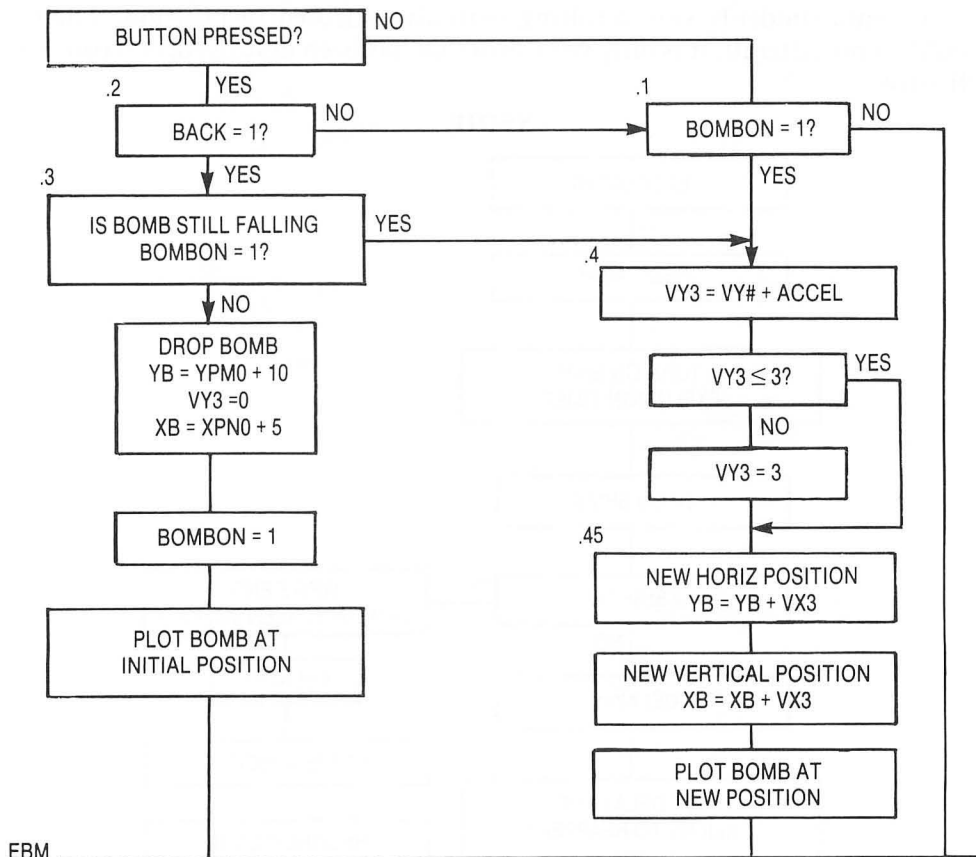 BUTTON PRESSED?
NO
YES
.2
BACK = 1?
NO
.1
BOMBON = 1?
NO
YES
YES
.3
IS BOMB STILL FALLING
BOMBON = 1?
YES
NO
.4
VY3 = VY# + ACCEL
DROP BOMB
YB = YPM0 + 10
VY3 =0
XB = XPN0 + 5
VY3 ≤ 3?
YES
NO
VY3 = 3
BOMBON = 1
.45
NEW HORIZ POSITION
YB = YB + VX3
PLOT BOMB AT
INITIAL POSITION
NEW VERTICAL POSITION
XB = XB + VX3
PLOT BOMB AT
NEW POSITION
EBM